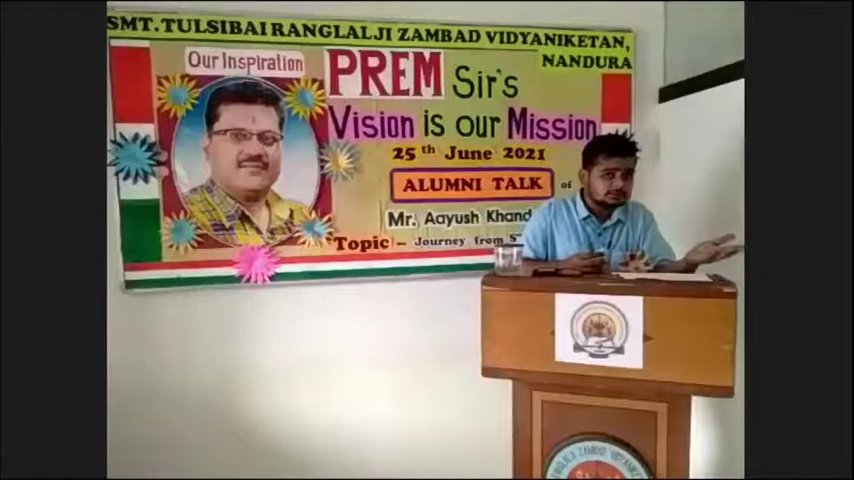 SMT.TULSIBAI RANGLALJI ZAMBAD VIDYANIKETAN,
NANDURA
Our Inspiration
PREM Sir's
Vision is our Mission
25th June 2021
ALUMNI TALK of
Mr. Aayush Khand
Topic - Journey from